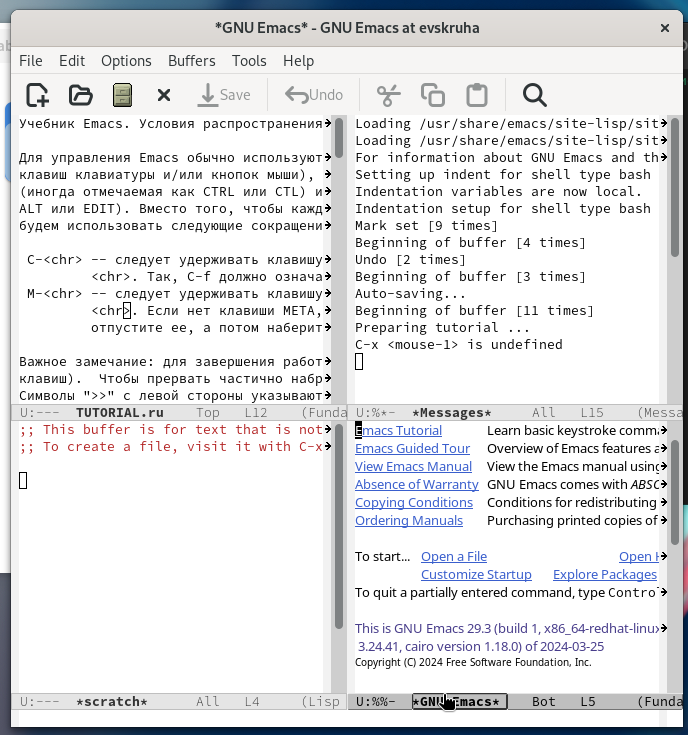 *GNU Emacs* - GNU Emacs at evskruha
File Edit Options Buffers Tools Help
Save Undo
Учебник Emacs. Условия распространения
Для управления Emacs обычно используют
клавиш клавиатуры и/или кнопок мыши),
(иногда отмечаемая как CTRL или CTL) и
ALT или EDIT). Вместо того, чтобы кажд
будем использовать следующие сокращени
C-<chr> -- следует удерживать клавишу
<chr>. Так, C-f должно означа
M-<chr> -- следует удерживать клавишу
<chr>. Если нет клавиши META,
отпустите ее, а потом наберит
Важное замечание: для завершения работ
клавиш). Чтобы прервать частично набр
Символы ">>" с левой стороны указывают
U:--- TUTORIAL.ru Top L12 (Funda
Loading /usr/share/emacs/site-lisp/sit
Loading /usr/share/emacs/site-lisp/sit
For information about GNU Emacs and th
Setting up indent for shell type bash
Indentation variables are now local.
Indentation setup for shell type bash
Mark set [9 times]
Beginning of buffer [4 times]
Undo [2 times]
Beginning of buffer [3 times]
Auto-saving...
Beginning of buffer [11 times]
Preparing tutorial ...
C-x <mouse-1> is undefined
U:%*- *Messages* All L15 (Messa
;; This buffer is for text that is not
;; To create a file, visit it with C-x
U:--- *scratch* All L4 (Lisp
Emacs Tutorial Learn basic keystroke comm
Emacs Guided Tour Overview of Emacs features a
View Emacs Manual View the Emacs manual using
Absence of Warranty GNU Emacs comes with ABSO
Copying Conditions Conditions for redistributing
Ordering Manuals Purchasing printed copies of
To start... Open a File Open H
Customize Startup Explore Packages
To quit a partially entered command, type Contro
This is GNU Emacs 29.3 (build 1, x86_64-redhat-linux
3.24.41, cairo version 1.18.0) of 2024-03-25
Copyright (C) 2024 Free Software Foundation, Inc.
U:%%- *GNU Emacs* Bot L5 (Funda